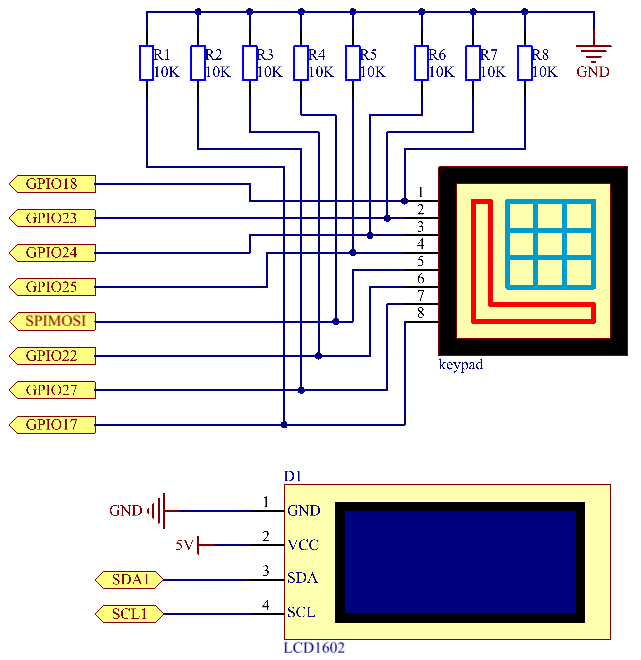 R1 R2 R3 R4 R5 R6 R7 R8
10K 10K 10K 10K 10K 10K 10K 10K
GND
GPIO18
1
GPIO23
2
3
GPIO24
4
5
GPIO25
6
7
SPIMOSI
8
GPIO22
keypad
GPIO27
GPIO17
D1
GND 1 GND
5V 2 VCC
SDA1 3 SDA
SCL1 4 SCL
LCD1602